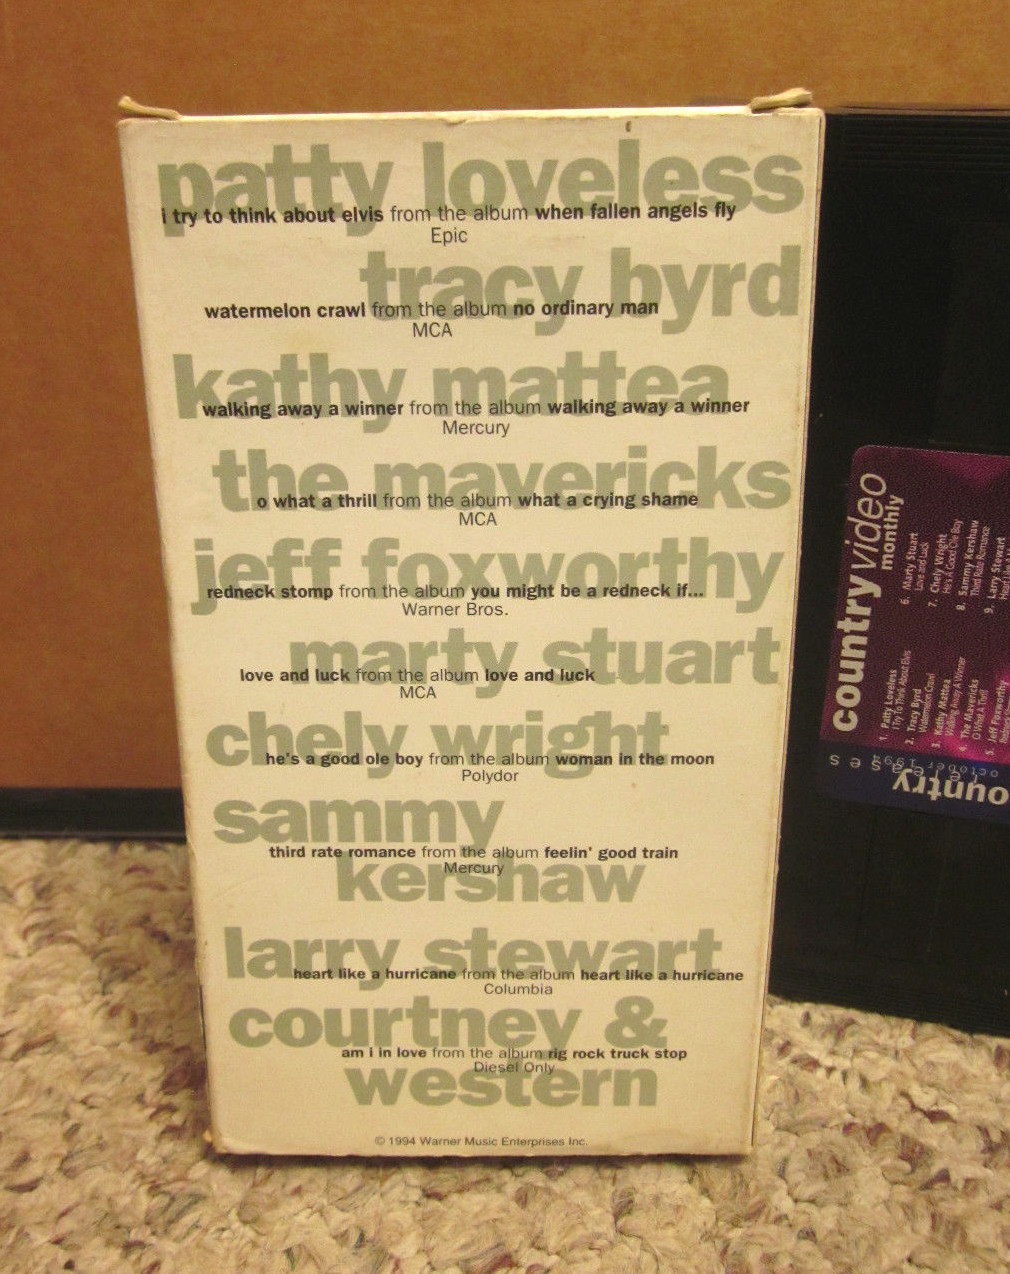 patty loveless
i try to think about elvis from the album when fallen angels fly
Epic
tracy byrd
watermelon crawl from the album no ordinary man
MCA
kathy mattea
walking away a winner from the album walking away a winner
Mercury
the mavericks
o what a thrill from the album what a crying shame
MCA
jeff foxworthy
redneck stomp from the album you might be a redneck if...
Warner Bros.
marty stuart
love and luck from the album love and luck
MCA
chely wright
he's a good ole boy from the album woman in the moon
Polydor
sammy
third rate romance from the album feelin' good train
Mercury
kershaw
larry stewart
heart like a hurricane from the album heart like a hurricane
Columbia
courtney &
am i in love from the album rig rock truck stop
Diesel Only
western
© 1994 Warner Music Enterprises Inc.
country video
monthly
1. Patty Loveless
I Try To Think About Elvis
2. Tracy Byrd
Watermelon Crawl
3. Kathy Mattea
Walking Away A Winner
4. The Mavericks
O What A Thrill
5. Jeff Foxworthy
6. Marty Stuart
Love and Luck
7. Chely Wright
He's A Good Ole Boy
8. Sammy Kershaw
Third Rate Romance
9. Larry Stewart
october 1994
ountry